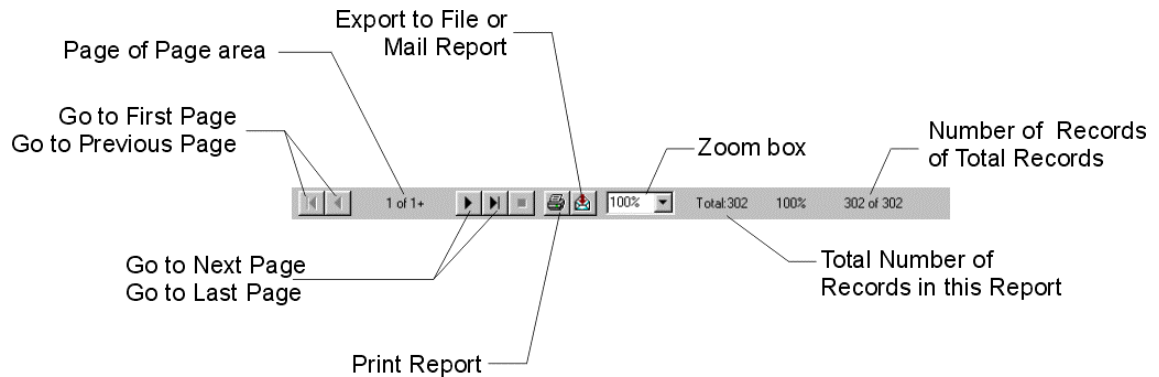 Export to File or
Mail Report
Page of Page area
Go to First Page
Go to Previous Page
Number of Records
of Total Records
Zoom box
1 of 1+
100%
Total:302
100%
302 of 302
Go to Next Page
Go to Last Page
Total Number of
Records in this Report
Print Report